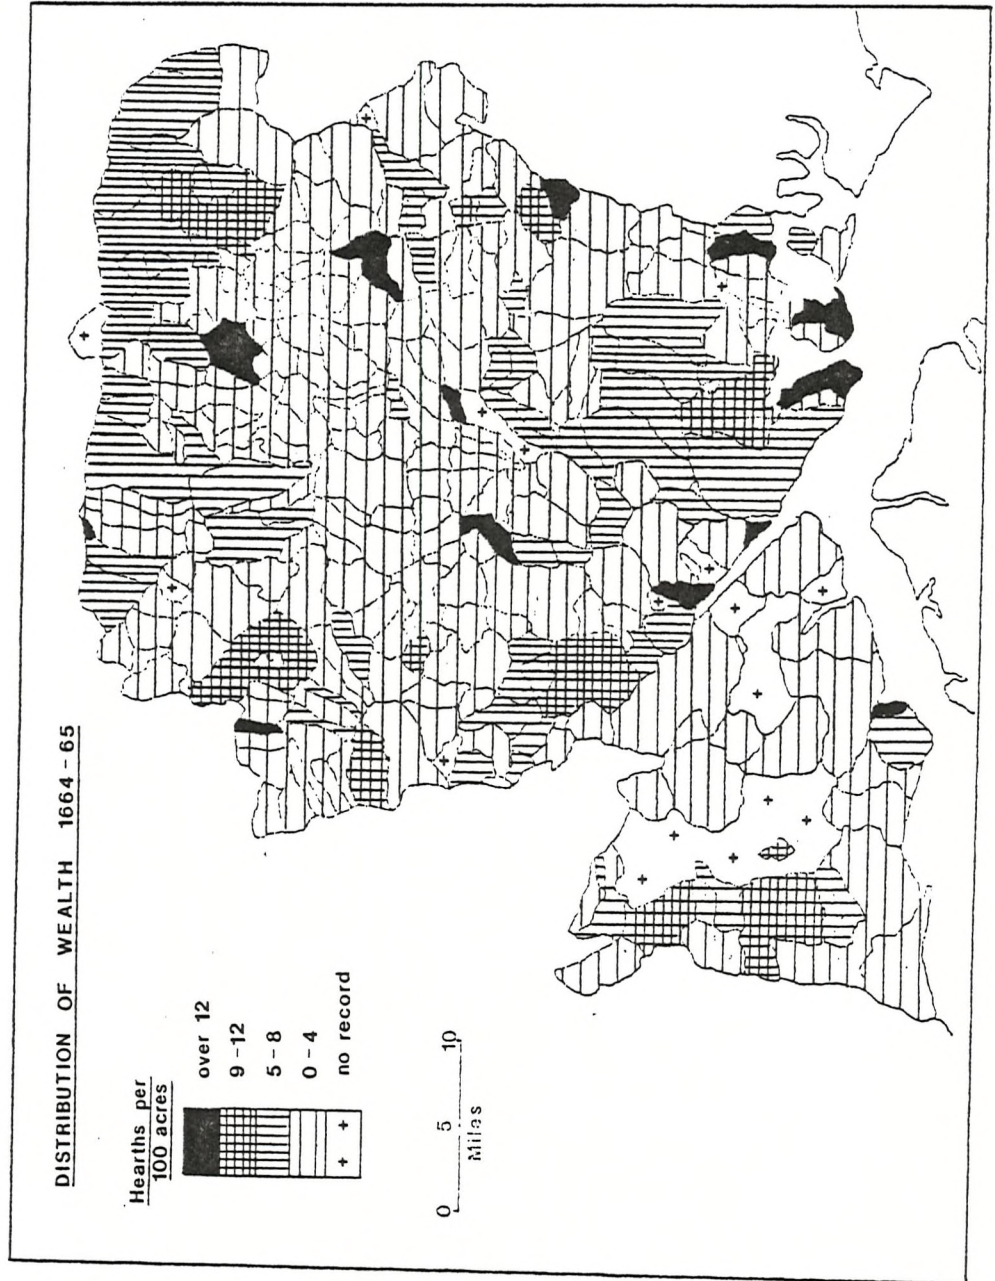 DISTRIBUTION OF WEALTH 1664-65
Hearths per
100 acres
over 12
9-12
5-8
0-4
no record
0 5 10
Miles